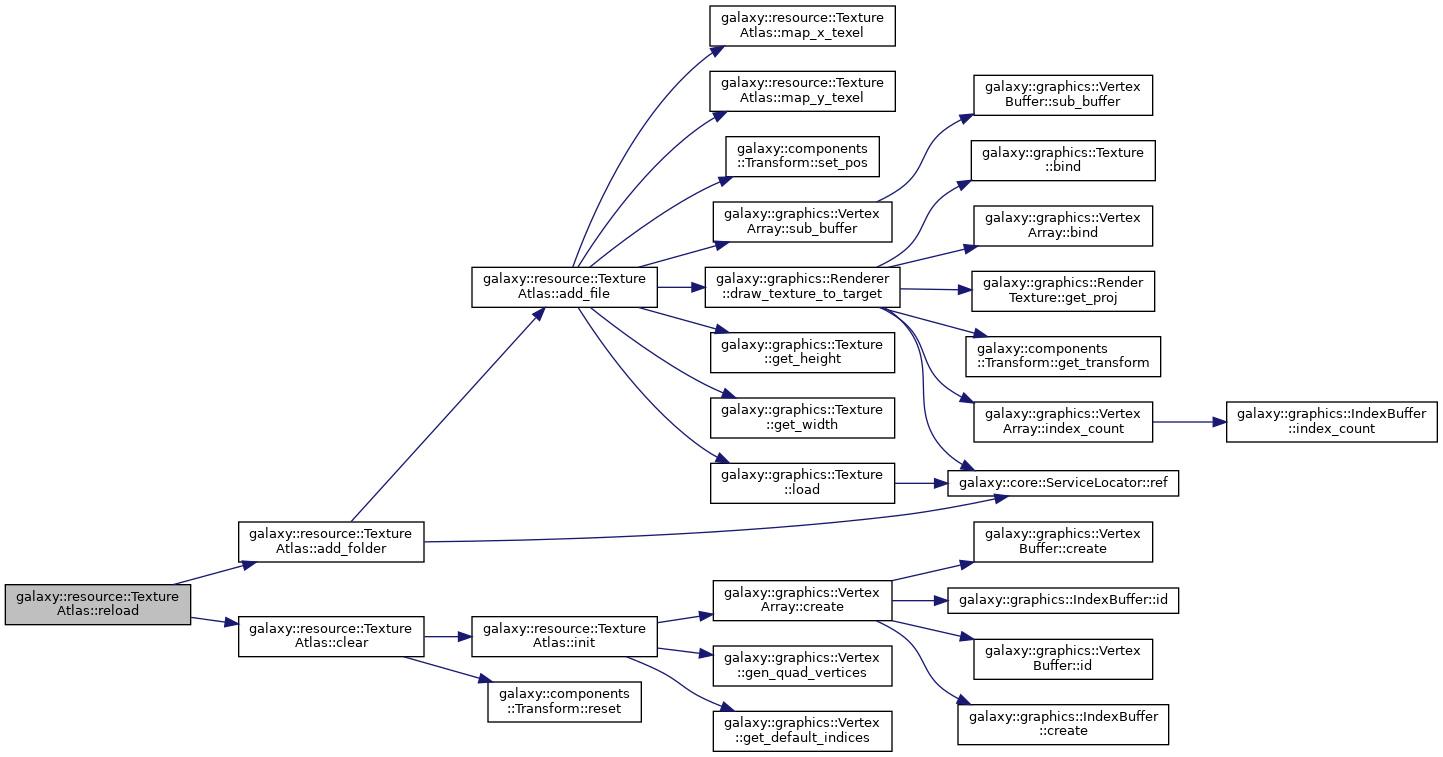 galaxy::resource::Texture
Atlas::reload
galaxy::resource::Texture
Atlas::add_folder
galaxy::resource::Texture
Atlas::clear
galaxy::resource::Texture
Atlas::add_file
galaxy::resource::Texture
Atlas::init
galaxy::components
::Transform::reset
galaxy::resource::Texture
Atlas::map_x_texel
galaxy::resource::Texture
Atlas::map_y_texel
galaxy::components
::Transform::set_pos
galaxy::graphics::Vertex
Array::sub_buffer
galaxy::graphics::Renderer
::draw_texture_to_target
galaxy::graphics::Texture
::get_height
galaxy::graphics::Texture
::get_width
galaxy::graphics::Texture
::load
galaxy::graphics::Vertex
Array::create
galaxy::graphics::Vertex
::gen_quad_vertices
galaxy::graphics::Vertex
::get_default_indices
galaxy::graphics::Vertex
Buffer::sub_buffer
galaxy::graphics::Texture
::bind
galaxy::graphics::Vertex
Array::bind
galaxy::graphics::Render
Texture::get_proj
galaxy::components
::Transform::get_transform
galaxy::graphics::Vertex
Array::index_count
galaxy::core::ServiceLocator::ref
galaxy::graphics::Vertex
Buffer::create
galaxy::graphics::IndexBuffer::id
galaxy::graphics::Vertex
Buffer::id
galaxy::graphics::IndexBuffer
::create
galaxy::graphics::IndexBuffer
::index_count